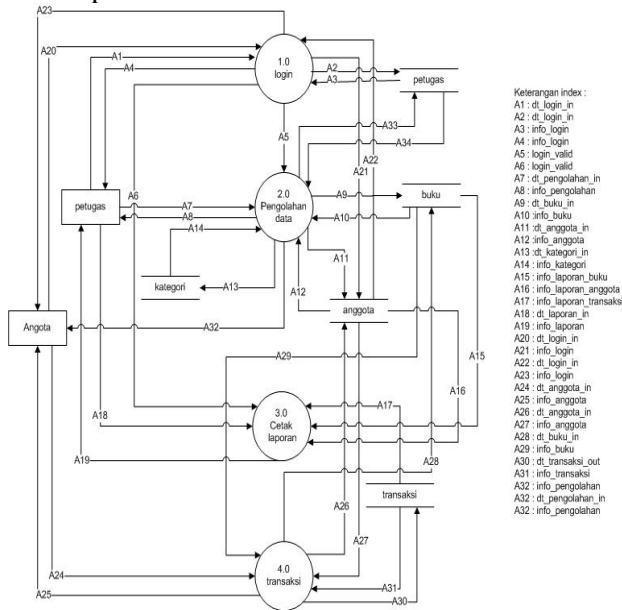 A23
A20
A1
A4
1.0
login
A2
A3
petugas
A5
A33
A34
A22
A21
A6
petugas
A7
A8
2.0
Pengolahan
data
A9
A10
buku
A14
A11
kategori
A13
A12
anggota
Angota
A32
A29
A15
A16
A18
3.0
Cetak
laporan
A17
A19
A28
transaksi
A26
A27
A24
A25
4.0
transaksi
A31
A30
Keterangan index :
A1 : dt_login_in
A2 : dt_login_in
A3 : info_login
A4 : info_login
A5 : login_valid
A6 : login_valid
A7 : dt_pengolahan_in
A8 : info_pengolahan
A9 : dt_buku_in
A10 :info_buku
A11 :dt_anggota_in
A12 :info_anggota
A13 :dt_kategori_in
A14 : info_kategori
A15 : info_laporan_buku
A16 : info_laporan_anggota
A17 : info_laporan_transaksi
A18 : dt_laporan_in
A19 : info_laporan
A20 : dt_login_in
A21 : info_login
A22 : dt_login_in
A23 : info_login
A24 : dt_anggota_in
A25 : info_anggota
A26 : dt_anggota_in
A27 : info_anggota
A28 : dt_buku_in
A29 : info_buku
A30 : dt_transaksi_out
A31 : info_transaksi
A32 : info_pengolahan
A32 : dt_pengolahan_in
A32 : info_pengolahan